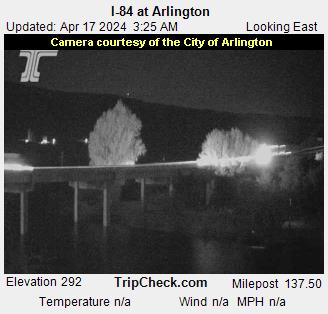 I-84 at Arlington
Updated: Apr 17 2024 3:25 AM Looking East
Camera courtesy of the City of Arlington
Elevation 292 TripCheck.com Milepost 137.50
Temperature n/a Wind n/a MPH n/a